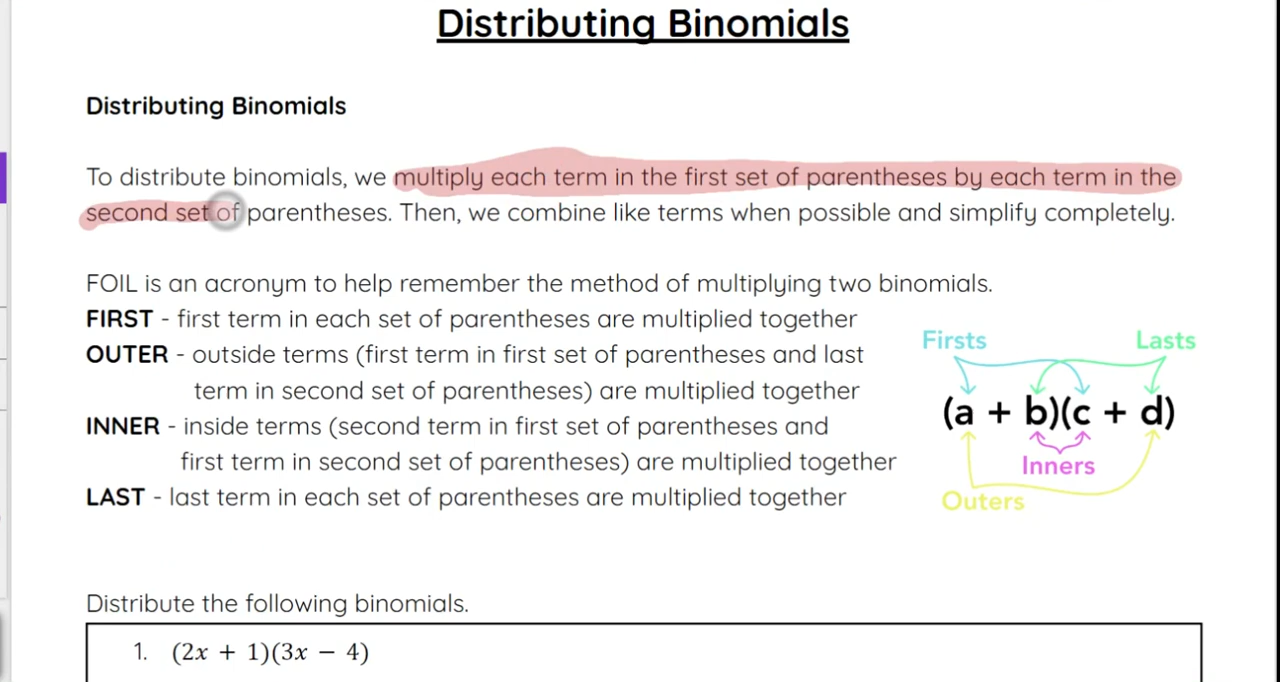 Distributing Binomials
Distributing Binomials
To distribute binomials, we multiply each term in the first set of parentheses by each term in the
second set of parentheses. Then, we combine like terms when possible and simplify completely.
FOIL is an acronym to help remember the method of multiplying two binomials.
FIRST - first term in each set of parentheses are multiplied together
OUTER - outside terms (first term in first set of parentheses and last
term in second set of parentheses) are multiplied together
INNER - inside terms (second term in first set of parentheses and
first term in second set of parentheses) are multiplied together
LAST - last term in each set of parentheses are multiplied together
Firsts Lasts
(a + b)(c + d)
Inners
Outers
Distribute the following binomials.
1. (2x + 1)(3x − 4)